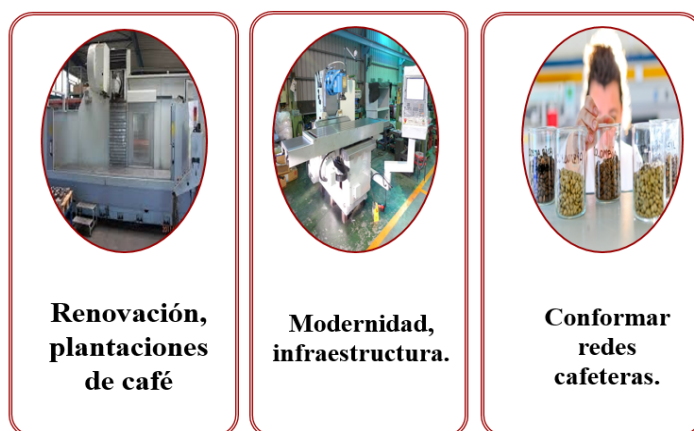 Renovación,
plantaciones
de café
Modernidad,
infraestructura.
Conformar
redes
cafeteras.